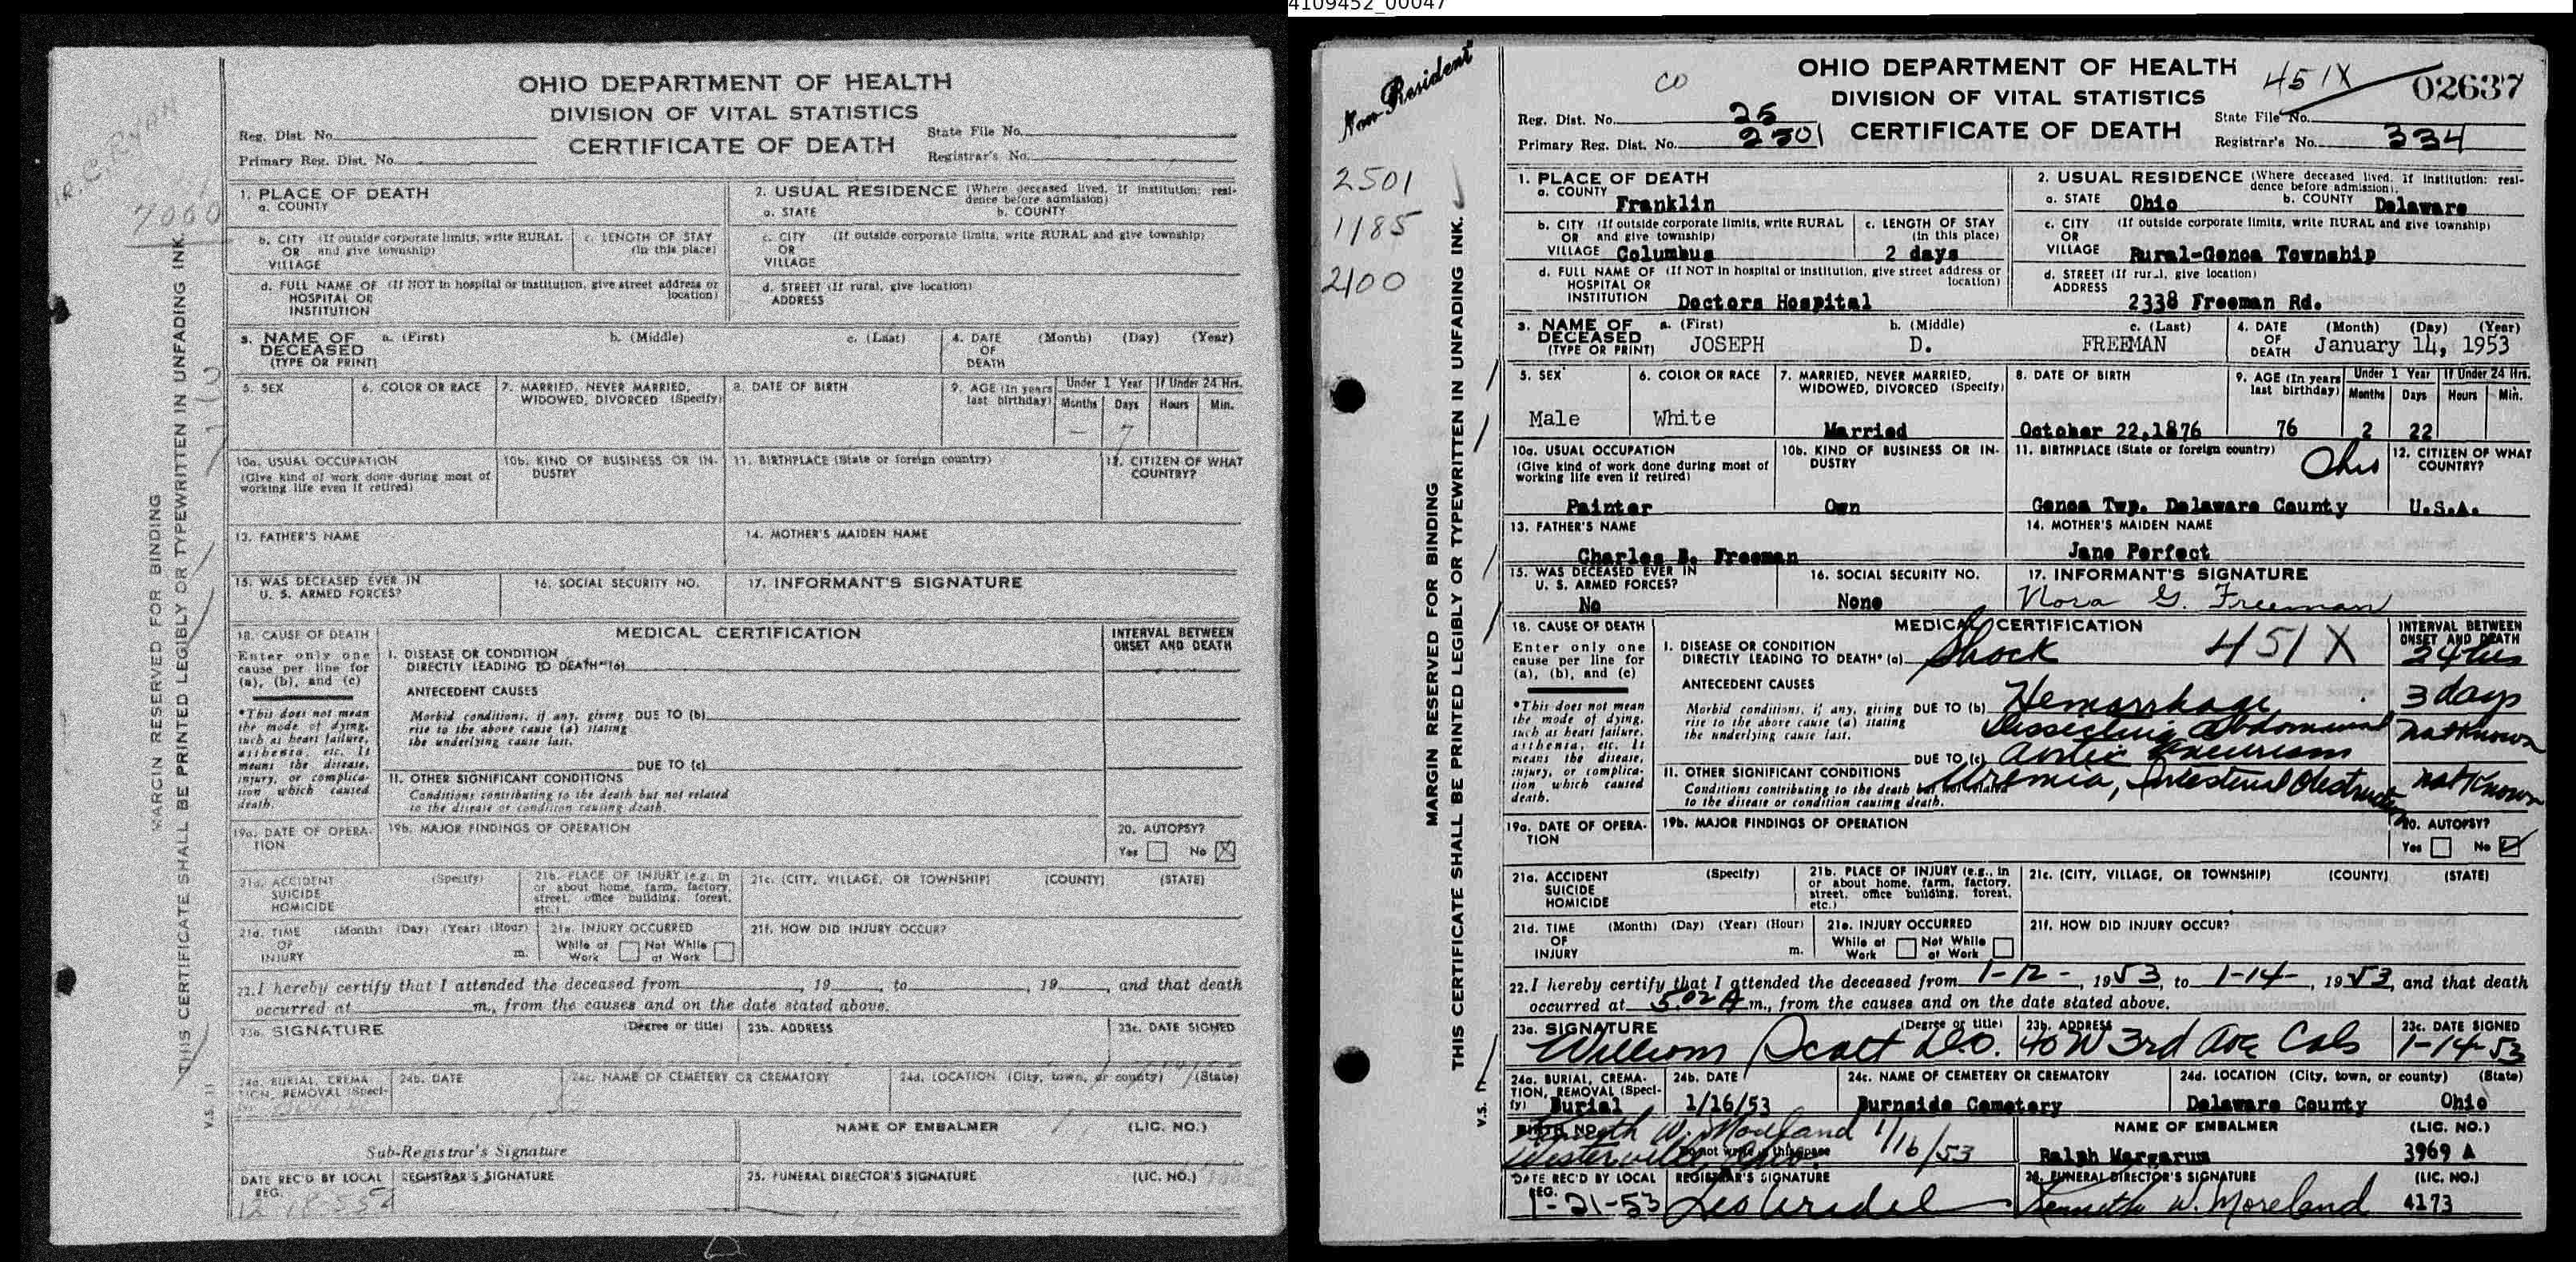 4109452_00047
OHIO DEPARTMENT OF HEALTH
DIVISION OF VITAL STATISTICS
CERTIFICATE OF DEATH
Reg. Dist. No.
Primary Reg. Dist. No.
State File No.
Registrar's No.
7060
1. PLACE OF DEATH
a. COUNTY
2. USUAL RESIDENCE (Where deceased lived. If institution: residence before admission)
a. STATE b. COUNTY
b. CITY (If outside corporate limits, write RURAL
OR and give township)
VILLAGE
c. LENGTH OF STAY
(in this place)
c. CITY (If outside corporate limits, write RURAL and give township)
OR
VILLAGE
d. FULL NAME OF (If NOT in hospital or institution, give street address or
HOSPITAL OR location)
INSTITUTION
d. STREET (If rural, give location)
ADDRESS
3. NAME OF a. (First) b. (Middle) c. (Last)
DECEASED
(TYPE OR PRINT)
4. DATE (Month) (Day) (Year)
OF
DEATH
5. SEX
6. COLOR OR RACE
7. MARRIED, NEVER MARRIED,
WIDOWED, DIVORCED (Specify)
8. DATE OF BIRTH
9. AGE (In years
last birthday)
Under 1 Year If Under 24 Hrs.
Months Days Hours Min.
— 7
10a. USUAL OCCUPATION
(Give kind of work done during most of
working life even if retired)
10b. KIND OF BUSINESS OR IN-
DUSTRY
11. BIRTHPLACE (State or foreign country)
12. CITIZEN OF WHAT
COUNTRY?
13. FATHER'S NAME
14. MOTHER'S MAIDEN NAME
15. WAS DECEASED EVER IN
U. S. ARMED FORCES?
16. SOCIAL SECURITY NO.
17. INFORMANT'S SIGNATURE
18. CAUSE OF DEATH
Enter only one
cause per line for
(a), (b), and (c)
*This does not mean
the mode of dying,
such as heart failure,
asthenia, etc. It
means the disease,
injury, or complica-
tion which caused
death.
MEDICAL CERTIFICATION
I. DISEASE OR CONDITION
DIRECTLY LEADING TO DEATH* (a)
ANTECEDENT CAUSES
Morbid conditions, if any, giving DUE TO (b)
rise to the above cause (a) stating
the underlying cause last.
DUE TO (c)
II. OTHER SIGNIFICANT CONDITIONS
Conditions contributing to the death but not related
to the disease or condition causing death.
INTERVAL BETWEEN
ONSET AND DEATH
19a. DATE OF OPERA-
TION
19b. MAJOR FINDINGS OF OPERATION
20. AUTOPSY?
Yes No X
21a. ACCIDENT (Specify)
SUICIDE
HOMICIDE
21b. PLACE OF INJURY (e.g., in
or about home, farm, factory,
street, office building, forest,
etc.)
21c. (CITY, VILLAGE, OR TOWNSHIP) (COUNTY) (STATE)
21d. TIME (Month) (Day) (Year) (Hour)
OF
INJURY m.
21e. INJURY OCCURRED
While at Not While
Work at Work
21f. HOW DID INJURY OCCUR?
22. I hereby certify that I attended the deceased from , 19 , to , 19 , and that death
occurred at m., from the causes and on the date stated above.
23a. SIGNATURE (Degree or title)
23b. ADDRESS
23c. DATE SIGNED
24a. BURIAL, CREMA-
TION, REMOVAL (Speci-
fy)
24b. DATE
24c. NAME OF CEMETERY OR CREMATORY
24d. LOCATION (City, town, or county) (State)
Sub-Registrar's Signature
NAME OF EMBALMER (LIC. NO.)
DATE REC'D BY LOCAL
REG.
REGISTRAR'S SIGNATURE
25. FUNERAL DIRECTOR'S SIGNATURE (LIC. NO.)
MARGIN RESERVED FOR BINDING
THIS CERTIFICATE SHALL BE PRINTED LEGIBLY OR TYPEWRITTEN IN UNFADING INK.
V.S. 11
Non-Resident
2501
1185
2100
CO
OHIO DEPARTMENT OF HEALTH
DIVISION OF VITAL STATISTICS
CERTIFICATE OF DEATH
451X
02637
Reg. Dist. No. 25
Primary Reg. Dist. No. 2501
State File No.
Registrar's No. 334
1. PLACE OF DEATH
a. COUNTY
Franklin
2. USUAL RESIDENCE (Where deceased lived. If institution: residence before admission).
a. STATE Ohio b. COUNTY Delaware
b. CITY (If outside corporate limits, write RURAL
OR and give township)
VILLAGE Columbus
c. LENGTH OF STAY
(in this place)
2 days
c. CITY (If outside corporate limits, write RURAL and give township)
OR
VILLAGE Rural-Genoa Township
d. FULL NAME OF (If NOT in hospital or institution, give street address or
HOSPITAL OR location)
INSTITUTION Doctors Hospital
d. STREET (If rural, give location)
ADDRESS
2338 Freeman Rd.
3. NAME OF a. (First) b. (Middle) c. (Last)
DECEASED
(TYPE OR PRINT) JOSEPH D. FREEMAN
4. DATE (Month) (Day) (Year)
OF
DEATH January 14, 1953
5. SEX
Male
6. COLOR OR RACE
White
7. MARRIED, NEVER MARRIED,
WIDOWED, DIVORCED (Specify)
Married
8. DATE OF BIRTH
October 22,1876
9. AGE (In years
last birthday)
76
Under 1 Year If Under 24 Hrs.
Months Days Hours Min.
2 22
10a. USUAL OCCUPATION
(Give kind of work done during most of
working life even if retired)
Painter
10b. KIND OF BUSINESS OR IN-
DUSTRY
Own
11. BIRTHPLACE (State or foreign country)
Ohio
Genoa Twp. Delaware County
12. CITIZEN OF WHAT
COUNTRY?
U.S.A.
13. FATHER'S NAME
Charles B. Freeman
14. MOTHER'S MAIDEN NAME
Jane Perfect
15. WAS DECEASED EVER IN
U. S. ARMED FORCES?
No
16. SOCIAL SECURITY NO.
None
17. INFORMANT'S SIGNATURE
Nora G. Freeman
18. CAUSE OF DEATH
Enter only one
cause per line for
(a), (b), and (c)
*This does not mean
the mode of dying,
such as heart failure,
asthenia, etc. It
means the disease,
injury, or complica-
tion which caused
death.
MEDICAL CERTIFICATION
I. DISEASE OR CONDITION
DIRECTLY LEADING TO DEATH* (a) Shock 451X
ANTECEDENT CAUSES
Morbid conditions, if any, giving DUE TO (b) Hemorrhage
rise to the above cause (a) stating
the underlying cause last.
Dissecting abdominal
DUE TO (c) aortic aneurism
II. OTHER SIGNIFICANT CONDITIONS
Conditions contributing to the death but not related
to the disease or condition causing death.
Uremia, Intestinal Obstruction
INTERVAL BETWEEN
ONSET AND DEATH
24 hrs
3 days
not known
not known
19a. DATE OF OPERA-
TION
19b. MAJOR FINDINGS OF OPERATION
20. AUTOPSY?
Yes No ✓
21a. ACCIDENT (Specify)
SUICIDE
HOMICIDE
21b. PLACE OF INJURY (e.g., in
or about home, farm, factory,
street, office building, forest,
etc.)
21c. (CITY, VILLAGE, OR TOWNSHIP) (COUNTY) (STATE)
21d. TIME (Month) (Day) (Year) (Hour)
OF
INJURY m.
21e. INJURY OCCURRED
While at Not While
Work at Work
21f. HOW DID INJURY OCCUR?
22. I hereby certify that I attended the deceased from 1-12-, 1953, to 1-14-, 1953, and that death
occurred at 5:02 A m., from the causes and on the date stated above.
23a. SIGNATURE (Degree or title)
William Scott D.O.
23b. ADDRESS
40 W 3rd Ave Cols
23c. DATE SIGNED
1-14-53
24a. BURIAL, CREMA-
TION, REMOVAL (Speci-
fy) Burial
24b. DATE
1/16/53
24c. NAME OF CEMETERY OR CREMATORY
Burnside Cemetery
24d. LOCATION (City, town, or county) (State)
Delaware County Ohio
BIRTH NO.
Kenneth W. Moreland 1/16/53
Do not write in this space
Westerville, Ohio.
NAME OF EMBALMER (LIC. NO.)
Ralph Margarum 3969 A
DATE REC'D BY LOCAL
REG.
1-21-53
REGISTRAR'S SIGNATURE
25. FUNERAL DIRECTOR'S SIGNATURE (LIC. NO.)
Kenneth W. Moreland 4173
MARGIN RESERVED FOR BINDING
THIS CERTIFICATE SHALL BE PRINTED LEGIBLY OR TYPEWRITTEN IN UNFADING INK.
V.S. 11